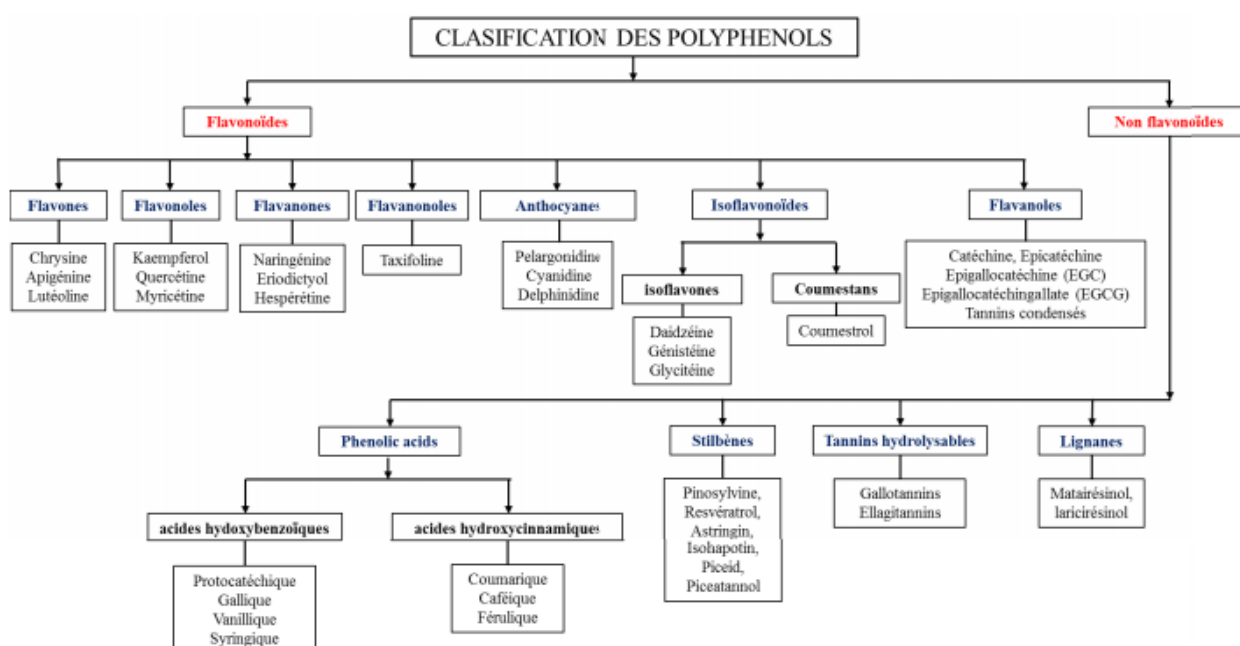 CLASIFICATION DES POLYPHENOLS
Flavonoïdes
Non flavonoïdes
Flavones
Chrysine
Apigénine
Lutéoline
Flavonoles
Kaempferol
Quercétine
Myricétine
Flavanones
Naringénine
Eriodictyol
Hespérétine
Flavanonoles
Taxifoline
Anthocyanes
Pelargonidine
Cyanidine
Delphinidine
Isoflavonoïdes
isoflavones
Daidzéine
Génistéine
Glycitéine
Coumestans
Coumestrol
Flavanoles
Catéchine, Epicatéchine
Epigallocatéchine (EGC)
Epigallocatéchingallate (EGCG)
Tannins condensés
Phenolic acids
acides hydoxybenzoïques
Protocatéchique
Gallique
Vanillique
Syringique
acides hydroxycinnamiques
Coumarique
Caféique
Férulique
Stilbènes
Pinosylvine,
Resvératrol,
Astringin,
Isohapotin,
Piceid,
Piceatannol
Tannins hydrolysables
Gallotannins
Ellagitannins
Lignanes
Matairésinol,
laricirésinol